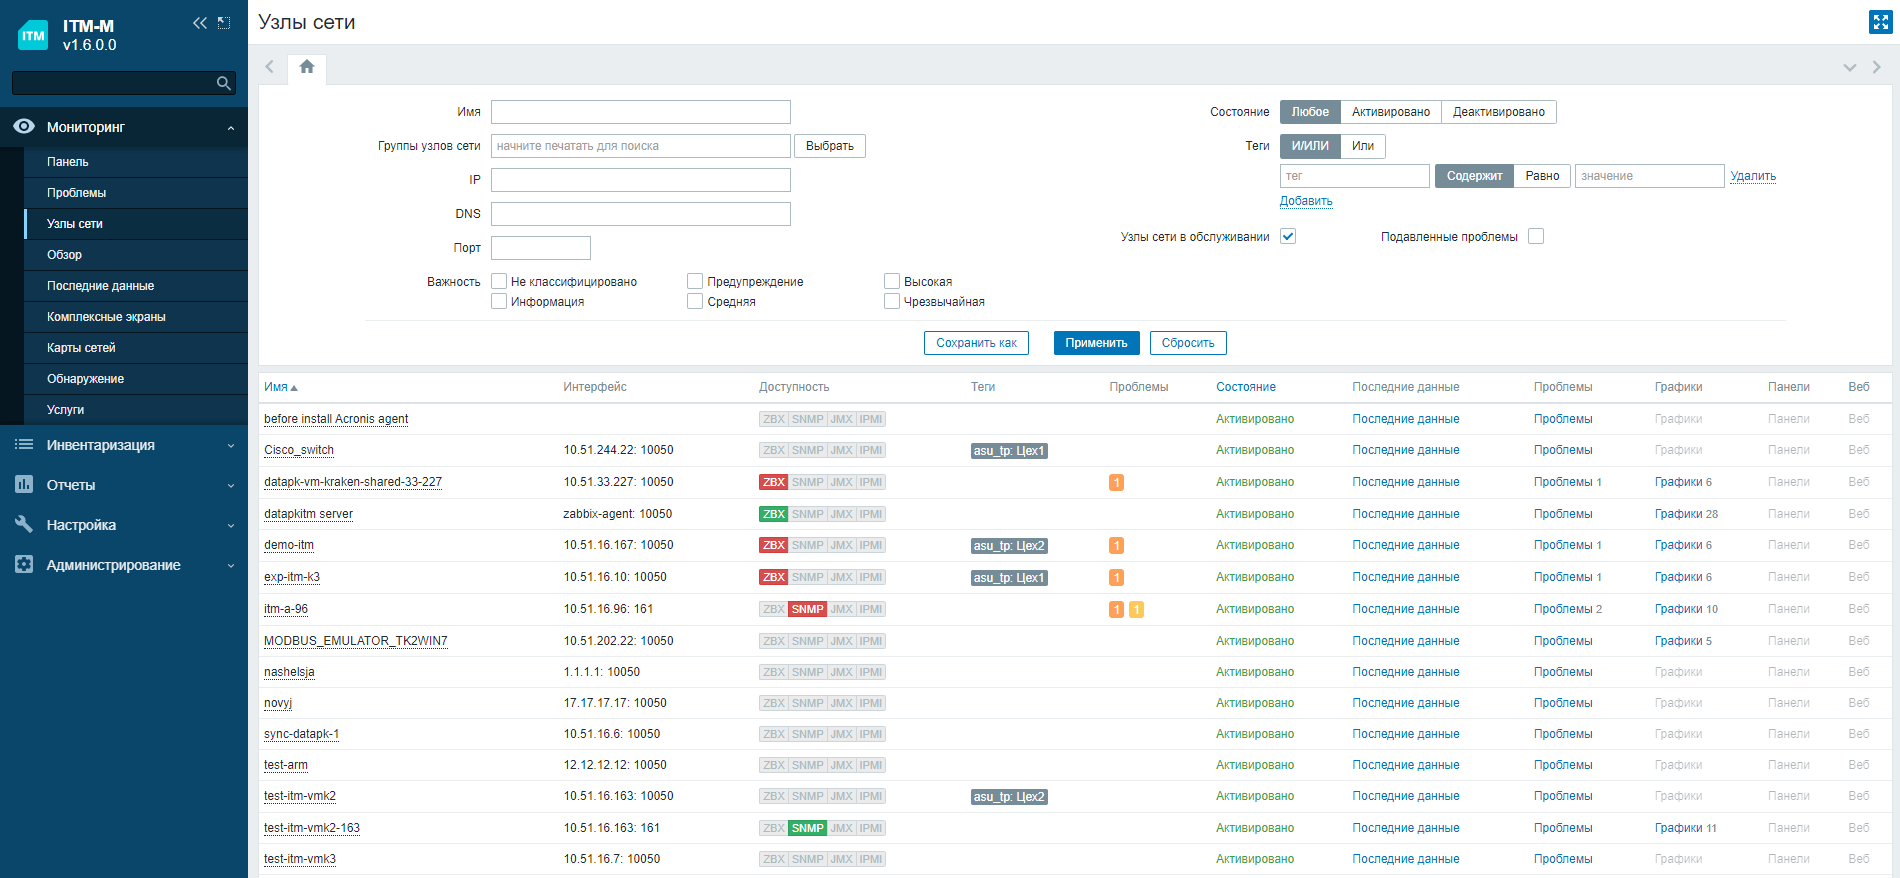 ITM
ITM-M
v1.6.0.0
Мониторинг
Панель
Проблемы
Узлы сети
Обзор
Последние данные
Комплексные экраны
Карты сетей
Обнаружение
Услуги
Инвентаризация
Отчеты
Настройка
Администрирование
Узлы сети
Имя
Группы узлов сети начните печатать для поиска Выбрать
IP
DNS
Порт
Важность Не классифицировано Предупреждение Высокая
Информация Средняя Чрезвычайная
Состояние Любое Активировано Деактивировано
Теги И/ИЛИ Или
тег Содержит Равно значение Удалить
Добавить
Узлы сети в обслуживании Подавленные проблемы
Сохранить как Применить Сбросить
Имя Интерфейс Доступность Теги Проблемы Состояние Последние данные Проблемы Графики Панели Веб
before install Acronis agent ZBX SNMP JMX IPMI Активировано Последние данные Проблемы Графики Панели Веб
Cisco_switch 10.51.244.22: 10050 ZBX SNMP JMX IPMI asu_tp: Цех1 Активировано Последние данные Проблемы Графики Панели Веб
datapk-vm-kraken-shared-33-227 10.51.33.227: 10050 ZBX SNMP JMX IPMI 1 Активировано Последние данные Проблемы 1 Графики 6 Панели Веб
datapkitm server zabbix-agent: 10050 ZBX SNMP JMX IPMI Активировано Последние данные Проблемы Графики 28 Панели Веб
demo-itm 10.51.16.167: 10050 ZBX SNMP JMX IPMI asu_tp: Цех2 1 Активировано Последние данные Проблемы 1 Графики 6 Панели Веб
exp-itm-k3 10.51.16.10: 10050 ZBX SNMP JMX IPMI asu_tp: Цех1 1 Активировано Последние данные Проблемы 1 Графики 6 Панели Веб
itm-a-96 10.51.16.96: 161 ZBX SNMP JMX IPMI 1 1 Активировано Последние данные Проблемы 2 Графики 10 Панели Веб
MODBUS_EMULATOR_TK2WIN7 10.51.202.22: 10050 ZBX SNMP JMX IPMI Активировано Последние данные Проблемы Графики 5 Панели Веб
nashelsja 1.1.1.1: 10050 ZBX SNMP JMX IPMI Активировано Последние данные Проблемы Графики Панели Веб
novyj 17.17.17.17: 10050 ZBX SNMP JMX IPMI Активировано Последние данные Проблемы Графики Панели Веб
sync-datapk-1 10.51.16.6: 10050 ZBX SNMP JMX IPMI Активировано Последние данные Проблемы Графики Панели Веб
test-arm 12.12.12.12: 10050 ZBX SNMP JMX IPMI Активировано Последние данные Проблемы Графики Панели Веб
test-itm-vmk2 10.51.16.163: 10050 ZBX SNMP JMX IPMI asu_tp: Цех2 Активировано Последние данные Проблемы Графики Панели Веб
test-itm-vmk2-163 10.51.16.163: 161 ZBX SNMP JMX IPMI Активировано Последние данные Проблемы Графики 11 Панели Веб
test-itm-vmk3 10.51.16.7: 10050 ZBX SNMP JMX IPMI Активировано Последние данные Проблемы Графики Панели Веб